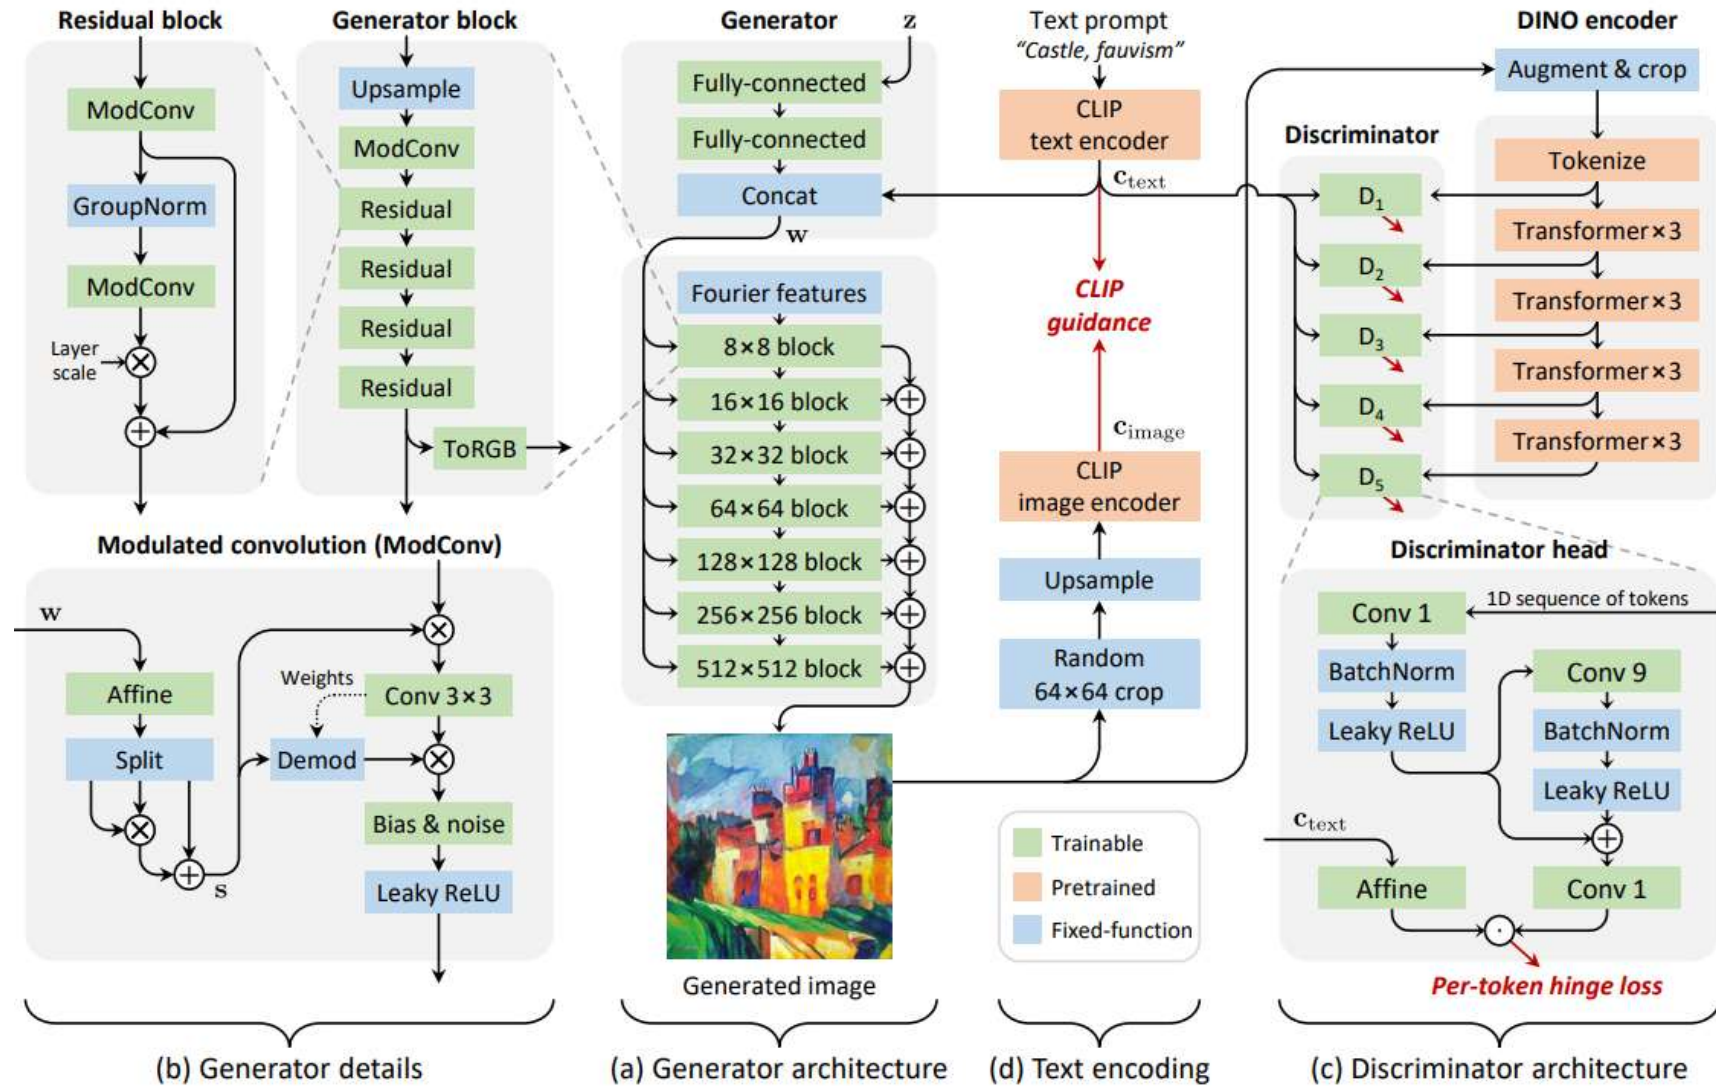 Residual block
ModConv
GroupNorm
ModConv
Layer
scale
Generator block
Upsample
ModConv
Residual
Residual
Residual
Residual
ToRGB
Modulated convolution (ModConv)
w
Affine
Split
s
Weights
Demod
Conv 3×3
Bias & noise
Leaky ReLU
(b) Generator details
Generator
z
Fully-connected
Fully-connected
Concat
w
Fourier features
8×8 block
16×16 block
32×32 block
64×64 block
128×128 block
256×256 block
512×512 block
Generated image
(a) Generator architecture
Text prompt
“Castle, fauvism”
CLIP
text encoder
c_text
CLIP
guidance
c_image
CLIP
image encoder
Upsample
Random
64×64 crop
Trainable
Pretrained
Fixed-function
(d) Text encoding
DINO encoder
Augment & crop
Tokenize
Transformer×3
Transformer×3
Transformer×3
Transformer×3
Discriminator
D1
D2
D3
D4
D5
Discriminator head
1D sequence of tokens
Conv 1
BatchNorm
Leaky ReLU
Conv 9
BatchNorm
Leaky ReLU
c_text
Affine
Conv 1
Per-token hinge loss
(c) Discriminator architecture